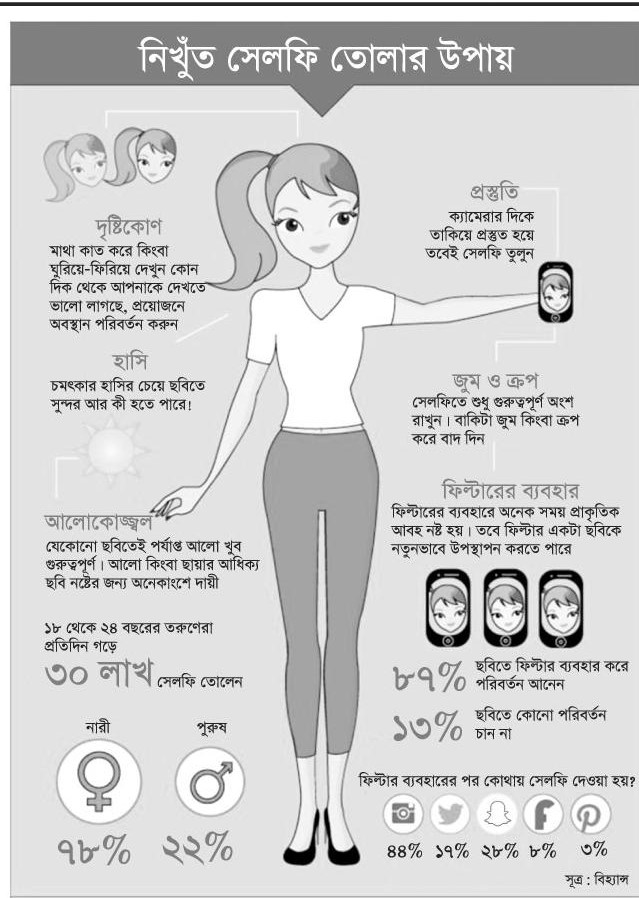 নিখুঁত সেলফি তোলার উপায়
দৃষ্টিকোণ
মাথা কাত করে কিংবা
ঘুরিয়ে-ফিরিয়ে দেখুন কোন
দিক থেকে আপনাকে দেখতে
ভালো লাগছে, প্রয়োজনে
অবস্থান পরিবর্তন করুন
প্রস্তুতি
ক্যামেরার দিকে
তাকিয়ে প্রস্তুত হয়ে
তবেই সেলফি তুলুন
হাসি
চমৎকার হাসির চেয়ে ছবিতে
সুন্দর আর কী হতে পারে!
জুম ও ক্রপ
সেলফিতে শুধু গুরুত্বপূর্ণ অংশ
রাখুন। বাকিটা জুম কিংবা ক্রপ
করে বাদ দিন
আলোকোজ্জ্বল
যেকোনো ছবিতেই পর্যাপ্ত আলো খুব
গুরুত্বপূর্ণ। আলো কিংবা ছায়ার আধিক্য
ছবি নষ্টের জন্য অনেকাংশে দায়ী
ফিল্টারের ব্যবহার
ফিল্টারের ব্যবহারে অনেক সময় প্রাকৃতিক
আবহ নষ্ট হয়। তবে ফিল্টার একটা ছবিকে
নতুনভাবে উপস্থাপন করতে পারে
১৮ থেকে ২৪ বছরের তরুণেরা
প্রতিদিন গড়ে
৩০ লাখ সেলফি তোলেন
নারী
পুরুষ
৭৮%
২২%
৮৭% ছবিতে ফিল্টার ব্যবহার করে
পরিবর্তন আনেন
১৩% ছবিতে কোনো পরিবর্তন
চান না
ফিল্টার ব্যবহারের পর কোথায় সেলফি দেওয়া হয়?
৪৪% ১৭% ২৮% ৮% ৩%
সূত্র : বিহ্যান্স